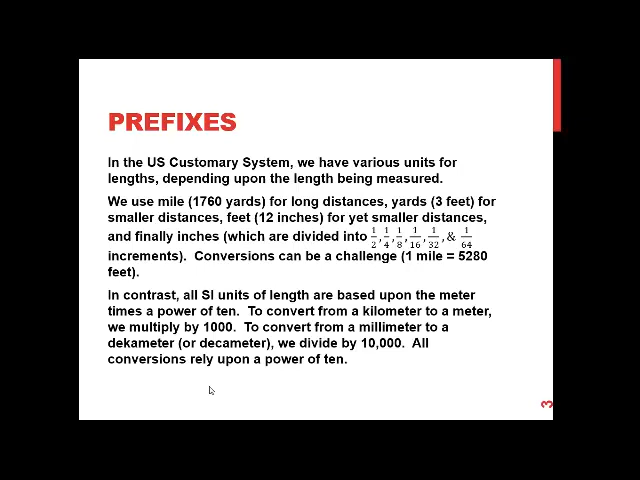 PREFIXES
In the US Customary System, we have various units for
lengths, depending upon the length being measured.
We use mile (1760 yards) for long distances, yards (3 feet) for
smaller distances, feet (12 inches) for yet smaller distances,
and finally inches (which are divided into 1/2, 1/4, 1/8, 1/16, 1/32, & 1/64
increments). Conversions can be a challenge (1 mile = 5280
feet).
In contrast, all SI units of length are based upon the meter
times a power of ten. To convert from a kilometer to a meter,
we multiply by 1000. To convert from a millimeter to a
dekameter (or decameter), we divide by 10,000. All
conversions rely upon a power of ten.
3